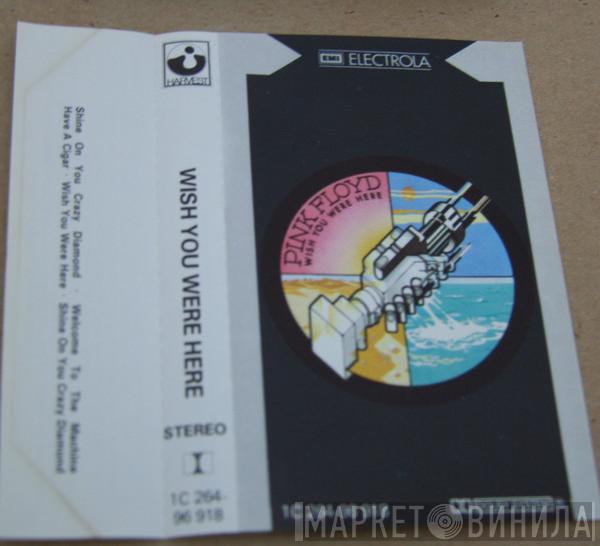 Shine On You Crazy Diamond · Welcome To The Machine
Have A Cigar · Wish You Were Here · Shine On You Crazy Diamond
HARVEST
WISH YOU WERE HERE
STEREO
1C 264-
96 918
EMI ELECTROLA
PINK FLOYD
WISH YOU WERE HERE
МАРКЕТ ВИНИЛА